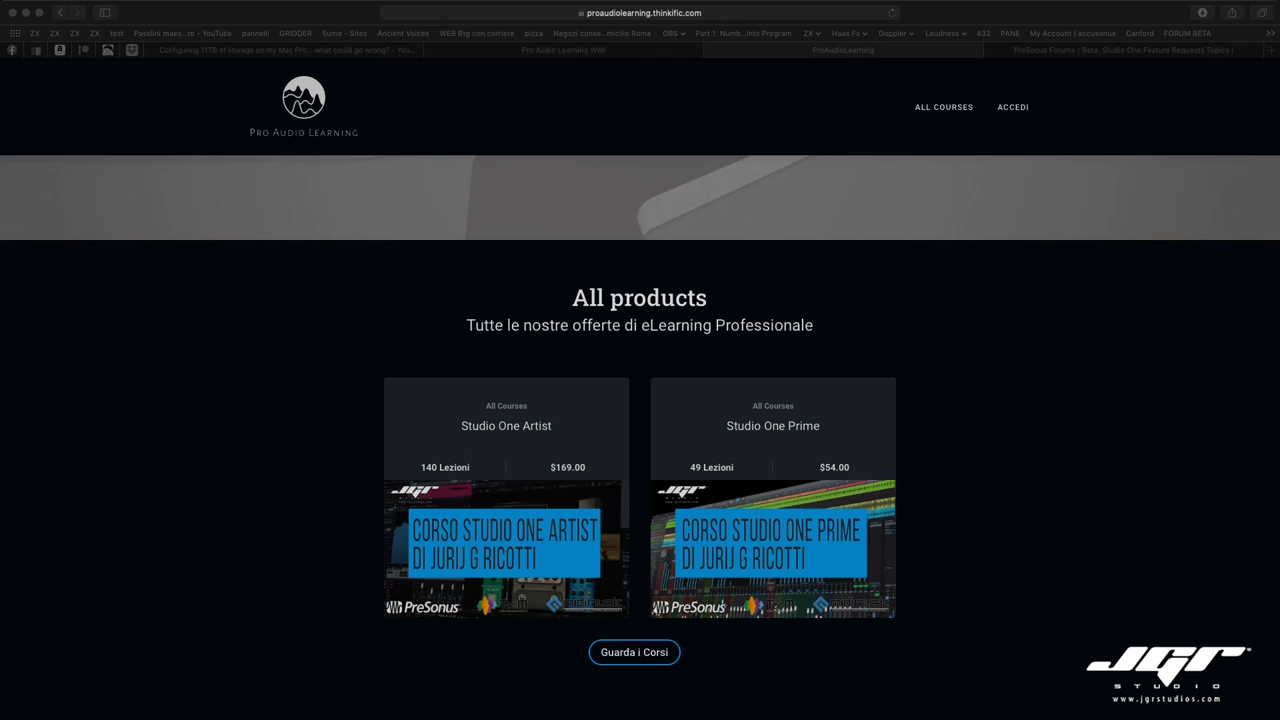 proaudiolearning.thinkific.com
ZX ZX ZX ZX test Pasolini maes...ro - YouTube pannelli GRIDDER Sumo - Sites Ancient Voices WEB Btg con corriere pizza Negozi conse...micilio Roma OBS Part 1: Numb...into Program ZX Haas Fx Doppler Loudness 432 PANE My Account | accusonus Canford FORUM BETA
Configuring 11TB of storage on my Mac Pro... what could go wrong? - You... Pro Audio Learning Web ProAudioLearning PreSonus Forums | Beta: Studio One Feature Requests Topics |
ALL COURSES ACCEDI
PRO AUDIO LEARNING
All products
Tutte le nostre offerte di eLearning Professionale
All Courses All Courses
Studio One Artist Studio One Prime
140 Lezioni $169.00 49 Lezioni $54.00
JGR JGR
CORSO STUDIO ONE ARTIST CORSO STUDIO ONE PRIME
DI JURIJ G RICOTTI DI JURIJ G RICOTTI
PreSonus PreSonus
Guarda i Corsi
JGR
STUDIO
www.jgrstudios.com